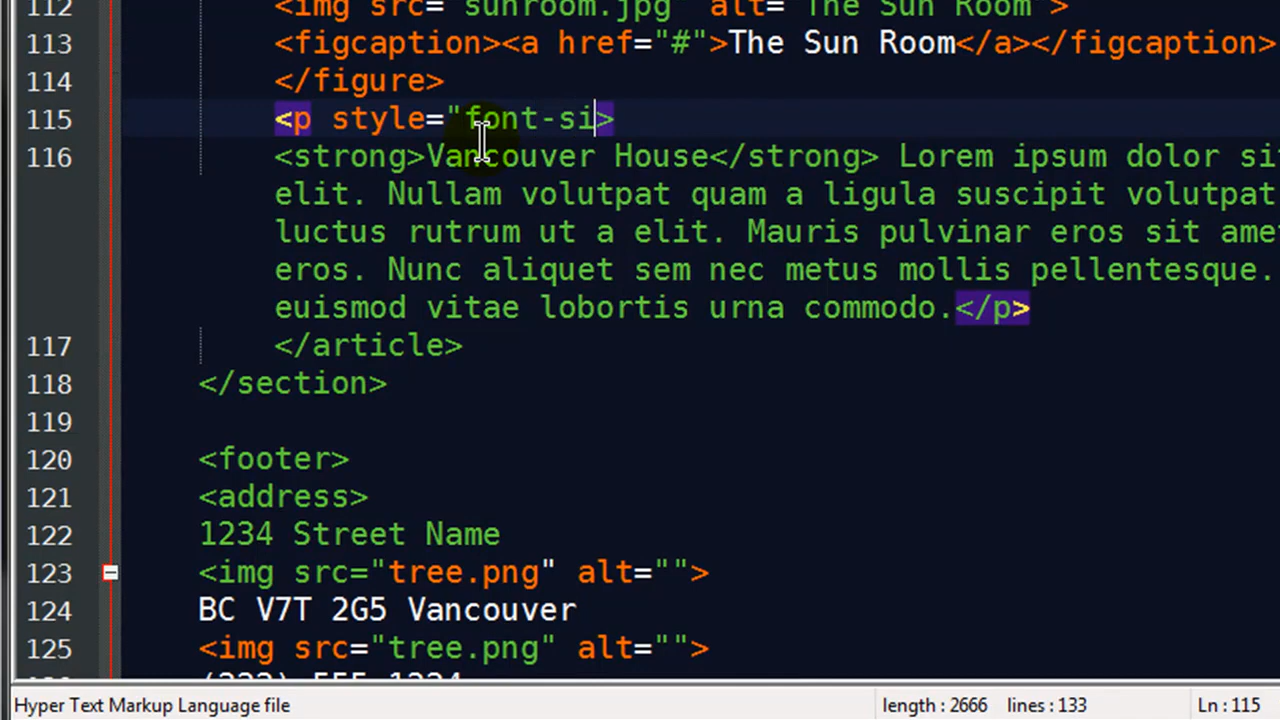 112 <img src="sunroom.jpg" alt="The Sun Room">
113 <figcaption><a href="#">The Sun Room</a></figcaption>
114 </figure>
115 <p style="font-si>
116 <strong>Vancouver House</strong> Lorem ipsum dolor si
elit. Nullam volutpat quam a ligula suscipit volutpat
luctus rutrum ut a elit. Mauris pulvinar eros sit ame
eros. Nunc aliquet sem nec metus mollis pellentesque.
euismod vitae lobortis urna commodo.</p>
117 </article>
118 </section>
119
120 <footer>
121 <address>
122 1234 Street Name
123 <img src="tree.png" alt="">
124 BC V7T 2G5 Vancouver
125 <img src="tree.png" alt="">
Hyper Text Markup Language file length : 2666 lines : 133 Ln : 115